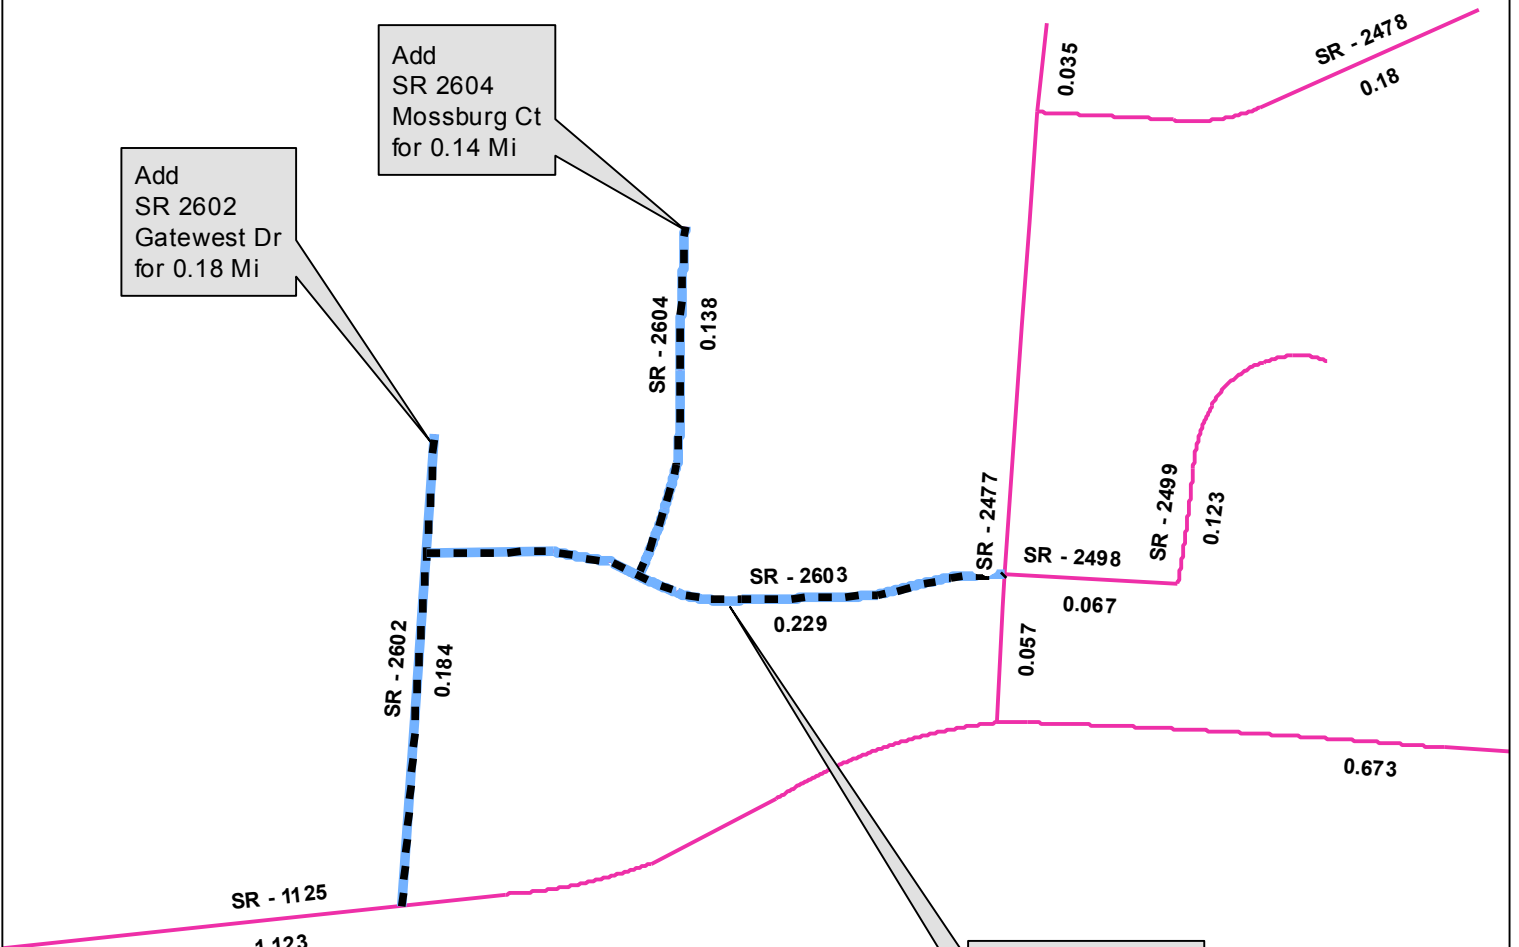 Add
SR 2604
Mossburg Ct
for 0.14 Mi
Add
SR 2602
Gatewest Dr
for 0.18 Mi
0.035
SR - 2478
0.18
SR - 2604
0.138
SR - 2477
SR - 2498
0.067
SR - 2499
0.123
SR - 2603
0.229
SR - 2602
0.184
0.057
0.673
SR - 1125
1.123